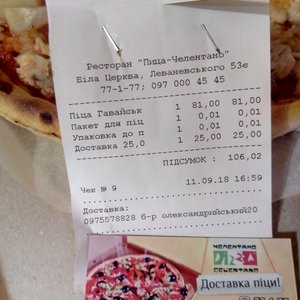 Ресторан "Пица-Челентано"
Біла Церква, Леваневського 53є
77-1-77; 097 000 45 45
Піца Гавайськ 1 81,00 81,00
Пакет для піц 1 0,01 0,01
Упаковка до п 1 0,01 0,01
Доставка 25,0 1 25,00 25,00
ПІДСУМОК : 106,02
Чек № 9 11.09.18 16:59
Доставка:
0975578828 б-р олександрийський20
ЧЕЛЕНТАНО
CELENTANO
Доставка піци!